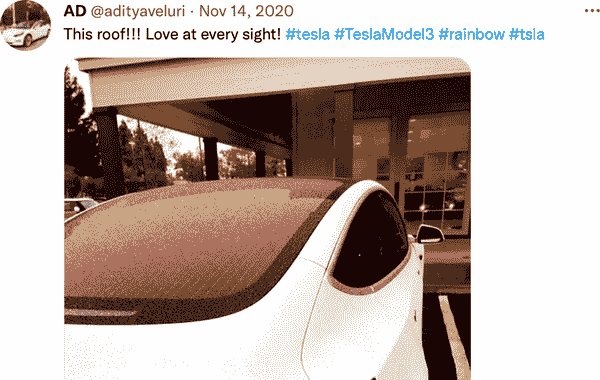 AD @adityaveluri · Nov 14, 2020
This roof!!! Love at every sight! #tesla #TeslaModel3 #rainbow #tsla